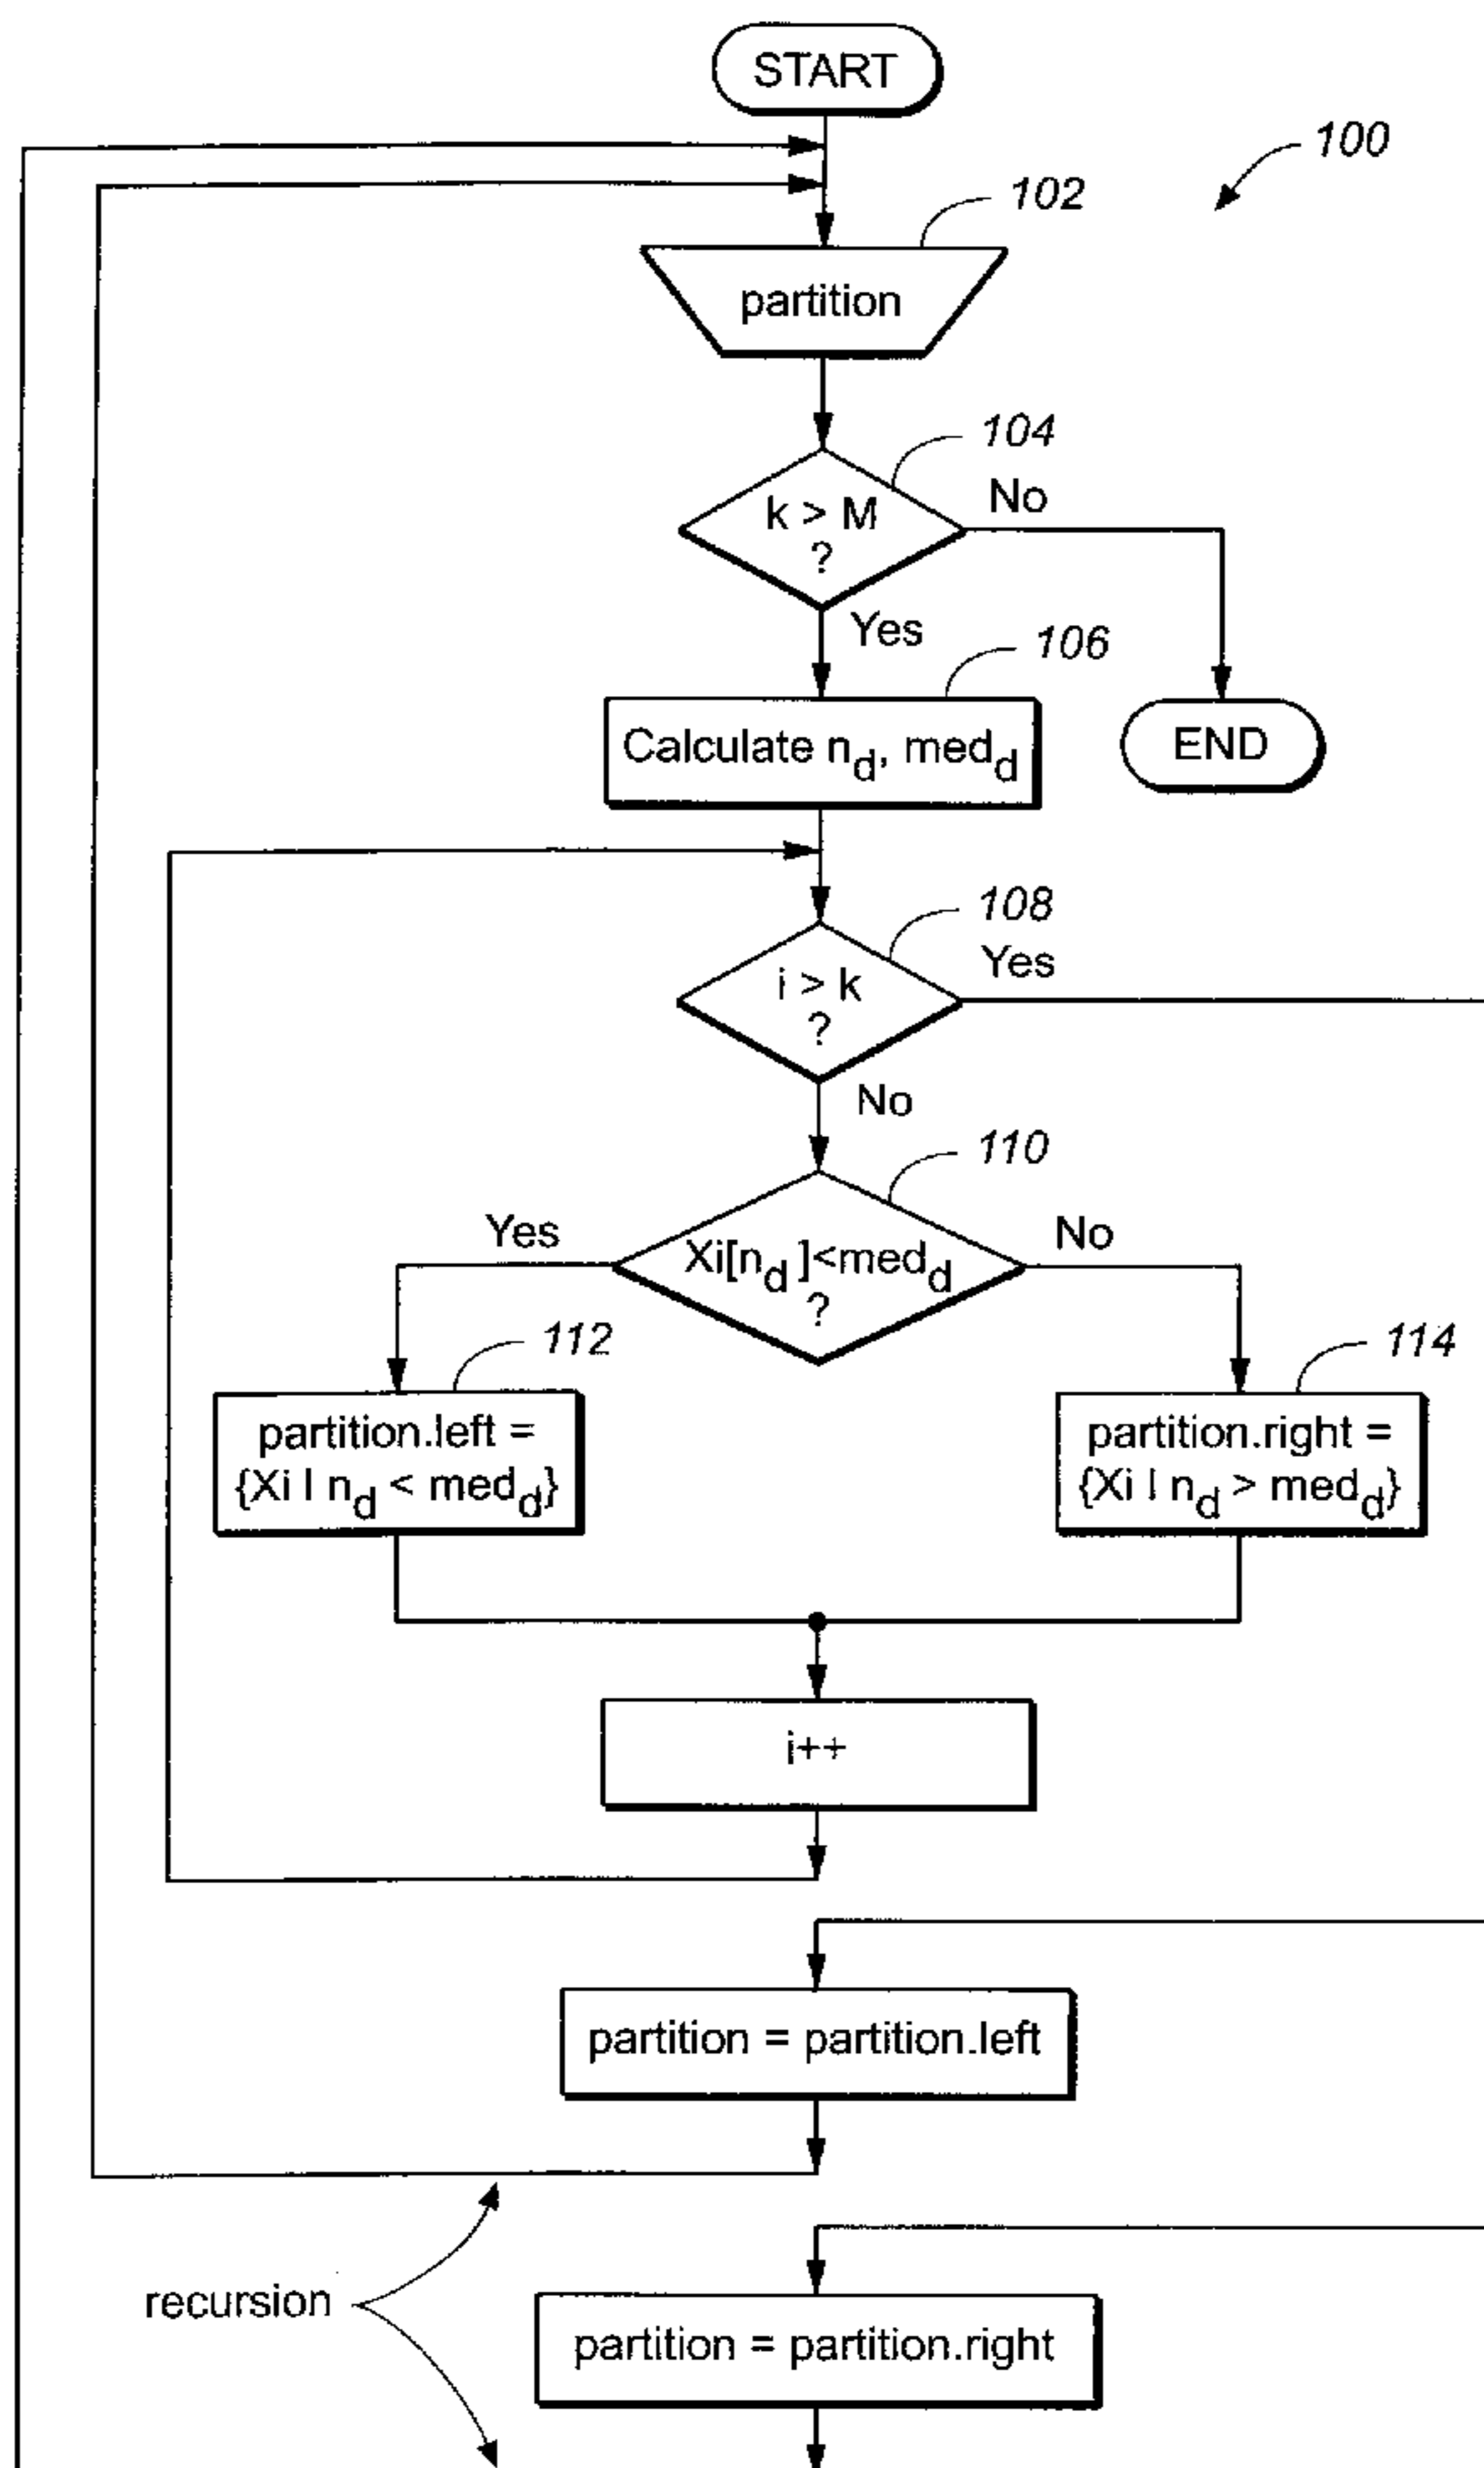 START
100
102
partition
104
k > M
?
No
Yes
106
Calculate n_d, med_d
END
108
i > k
?
Yes
No
110
Xi[n_d]<med_d
?
Yes
No
112
partition.left =
{Xi | n_d < med_d}
114
partition.right =
{Xi | n_d > med_d}
i++
partition = partition.left
recursion
partition = partition.right